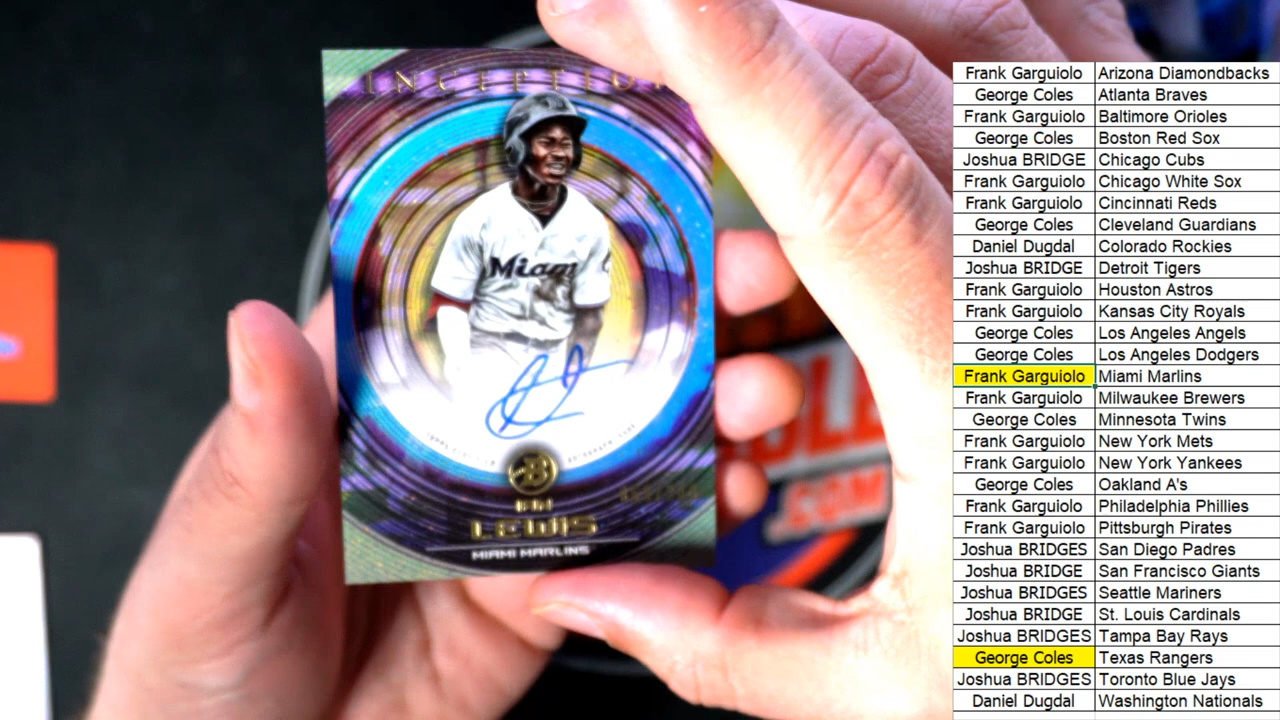 INCEPTION
Miami
LEWIS
MIAMI MARLINS
.COM
Frank Garguiolo Arizona Diamondbacks
George Coles Atlanta Braves
Frank Garguiolo Baltimore Orioles
George Coles Boston Red Sox
Joshua BRIDGE Chicago Cubs
Frank Garguiolo Chicago White Sox
Frank Garguiolo Cincinnati Reds
George Coles Cleveland Guardians
Daniel Dugdal Colorado Rockies
Joshua BRIDGE Detroit Tigers
Frank Garguiolo Houston Astros
Frank Garguiolo Kansas City Royals
George Coles Los Angeles Angels
George Coles Los Angeles Dodgers
Frank Garguiolo Miami Marlins
Frank Garguiolo Milwaukee Brewers
George Coles Minnesota Twins
Frank Garguiolo New York Mets
Frank Garguiolo New York Yankees
George Coles Oakland A's
Frank Garguiolo Philadelphia Phillies
Frank Garguiolo Pittsburgh Pirates
Joshua BRIDGES San Diego Padres
Joshua BRIDGE San Francisco Giants
Joshua BRIDGES Seattle Mariners
Joshua BRIDGE St. Louis Cardinals
Joshua BRIDGES Tampa Bay Rays
George Coles Texas Rangers
Joshua BRIDGES Toronto Blue Jays
Daniel Dugdal Washington Nationals